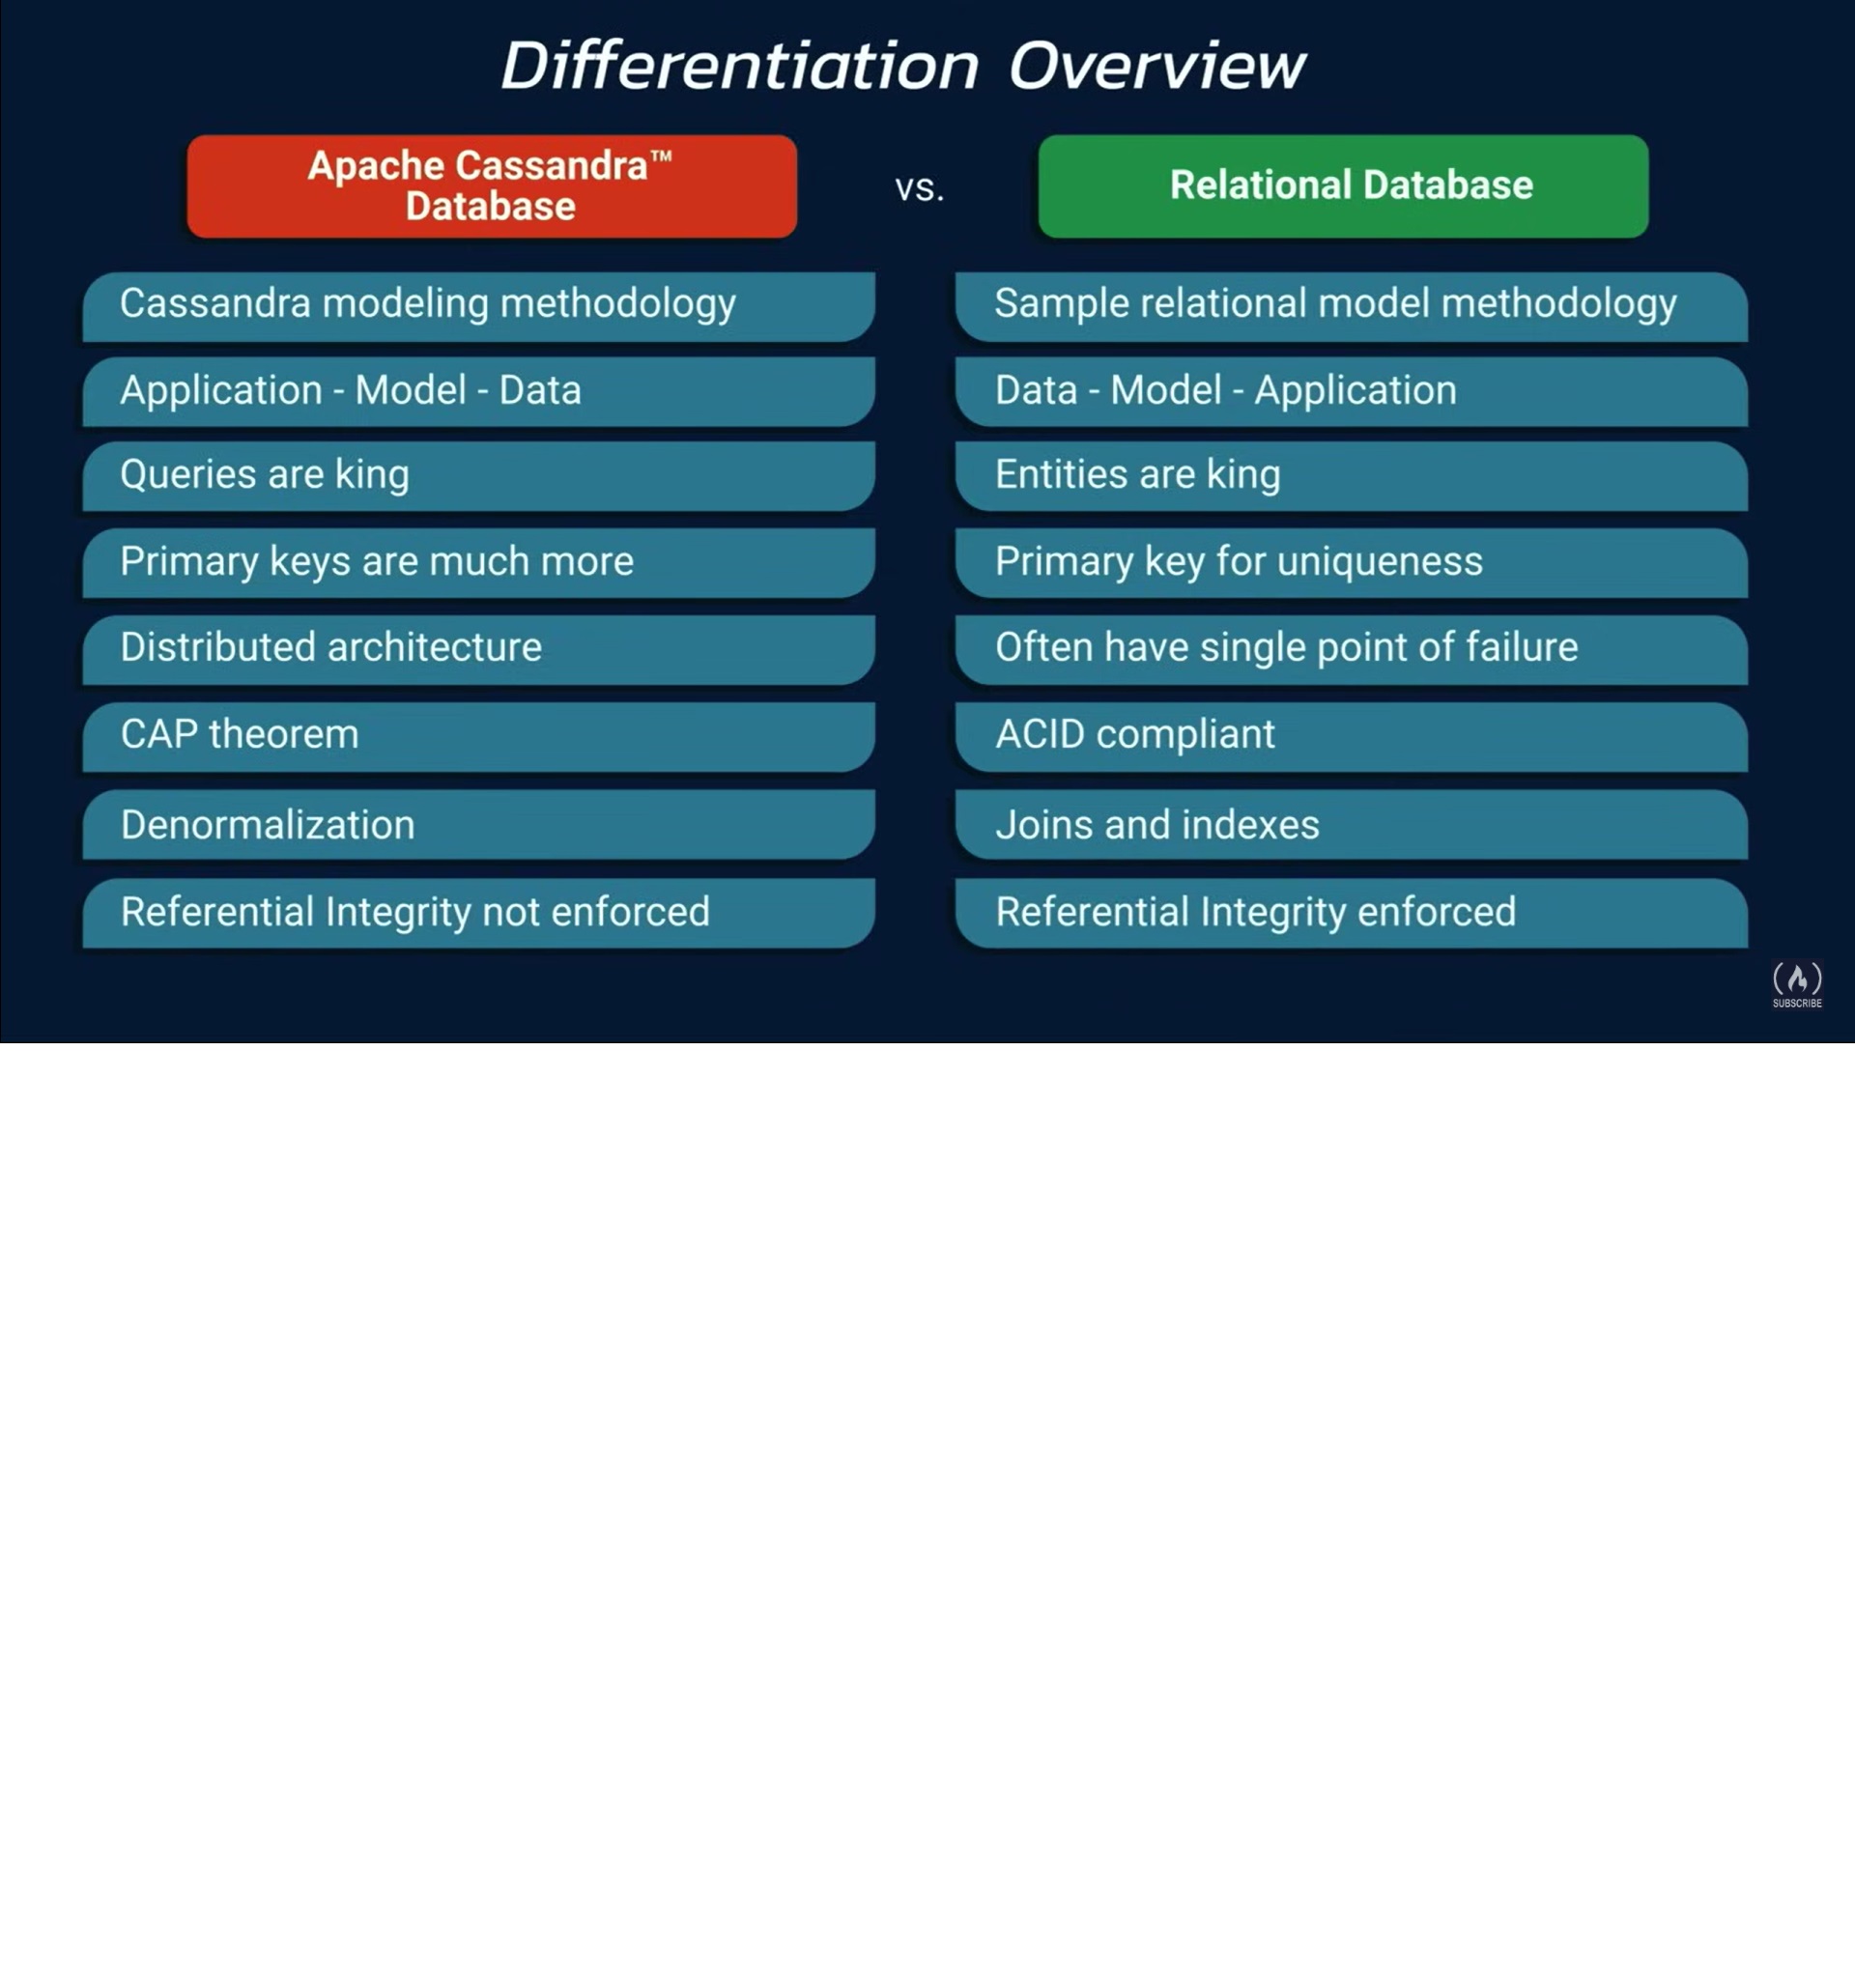 Differentiation Overview
Apache Cassandra™
Database
vs.
Relational Database
Cassandra modeling methodology
Sample relational model methodology
Application - Model - Data
Data - Model - Application
Queries are king
Entities are king
Primary keys are much more
Primary key for uniqueness
Distributed architecture
Often have single point of failure
CAP theorem
ACID compliant
Denormalization
Joins and indexes
Referential Integrity not enforced
Referential Integrity enforced
SUBSCRIBE